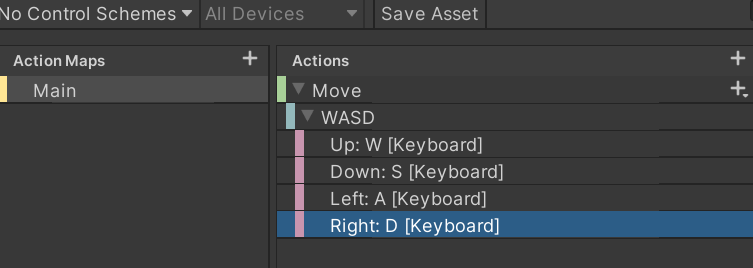 No Control Schemes All Devices Save Asset
Action Maps + Actions +
Main Move +
WASD
Up: W [Keyboard]
Down: S [Keyboard]
Left: A [Keyboard]
Right: D [Keyboard]